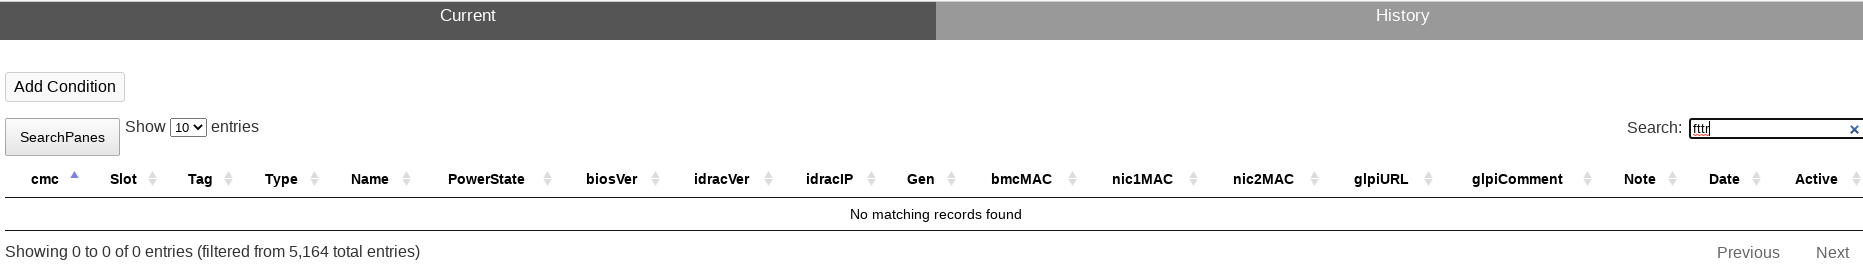 Current History
Add Condition
SearchPanes Show 10 entries Search: fttr ×
cmc Slot Tag Type Name PowerState biosVer idracVer idracIP Gen bmcMAC nic1MAC nic2MAC glpiURL glpiComment Note Date Active
No matching records found
Showing 0 to 0 of 0 entries (filtered from 5,164 total entries) Previous Next